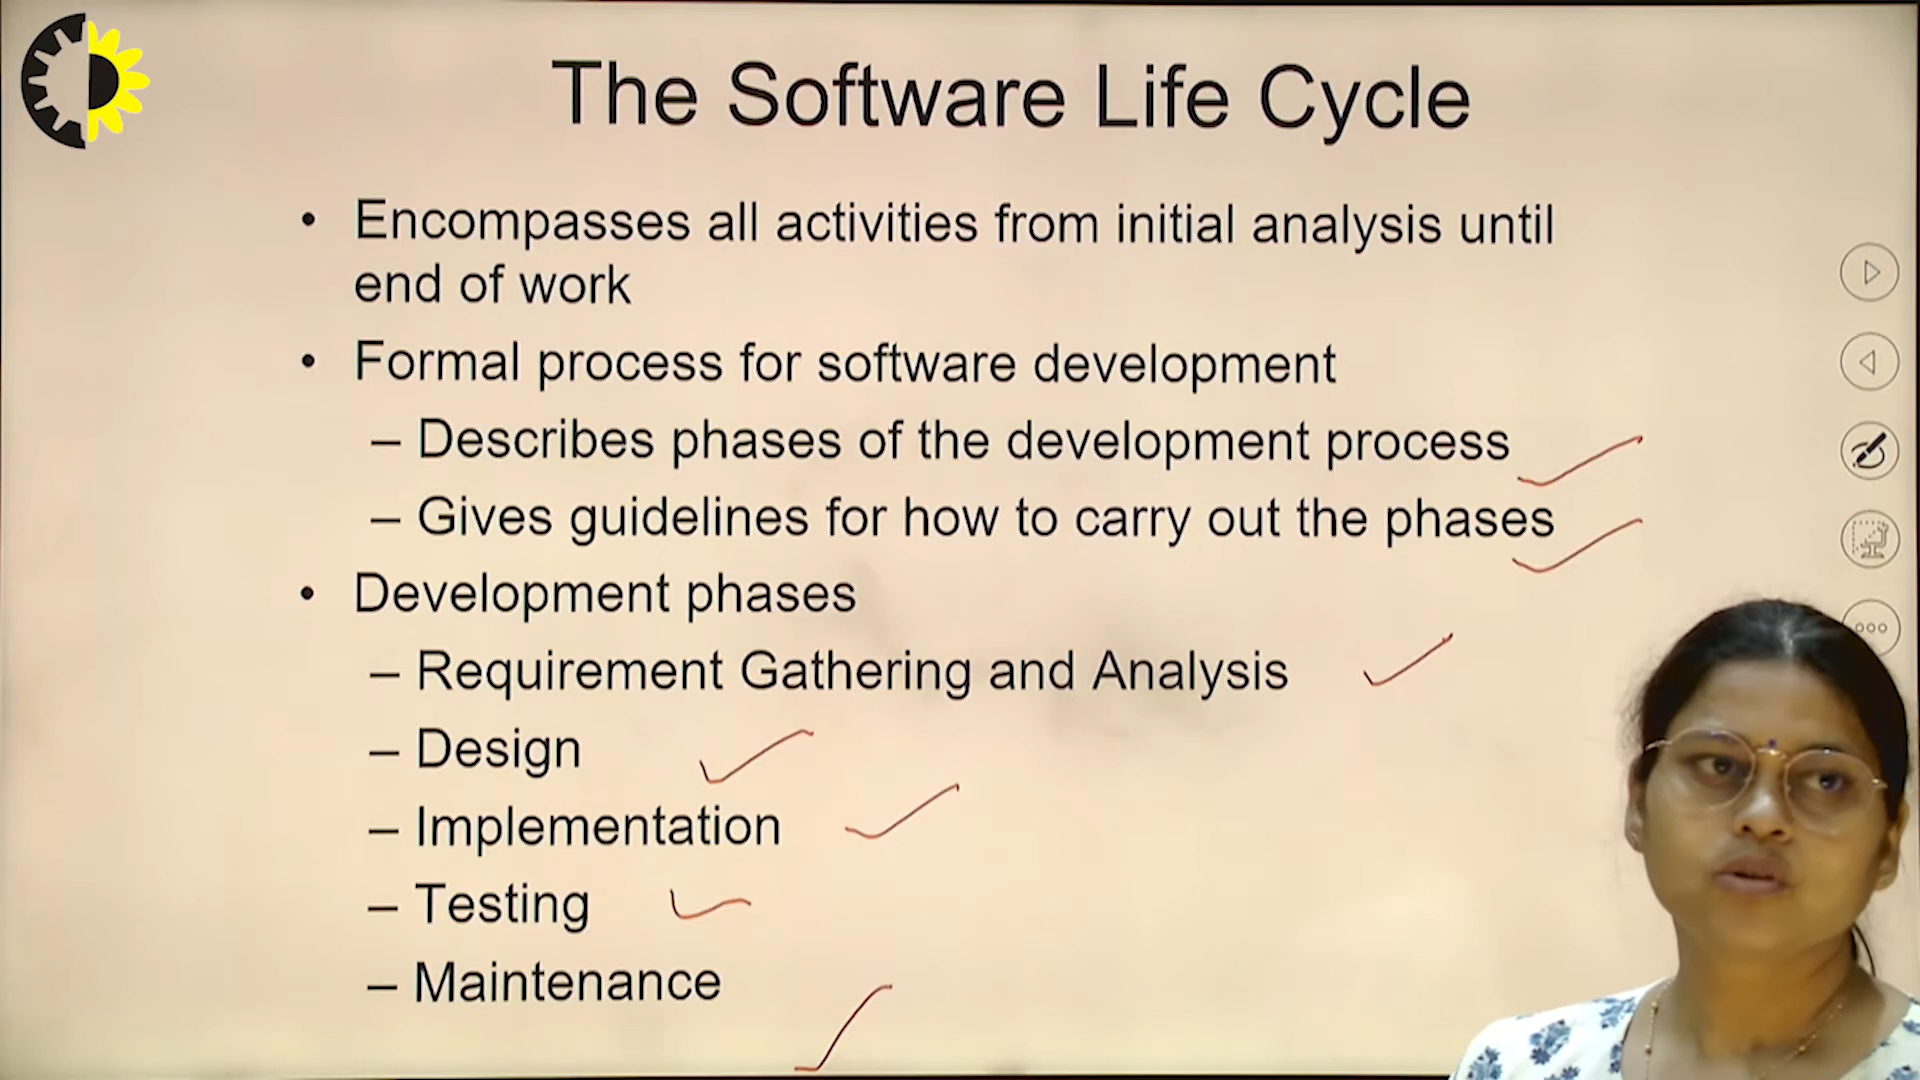 The Software Life Cycle
• Encompasses all activities from initial analysis until
end of work
• Formal process for software development
– Describes phases of the development process
– Gives guidelines for how to carry out the phases
• Development phases
– Requirement Gathering and Analysis
– Design
– Implementation
– Testing
– Maintenance